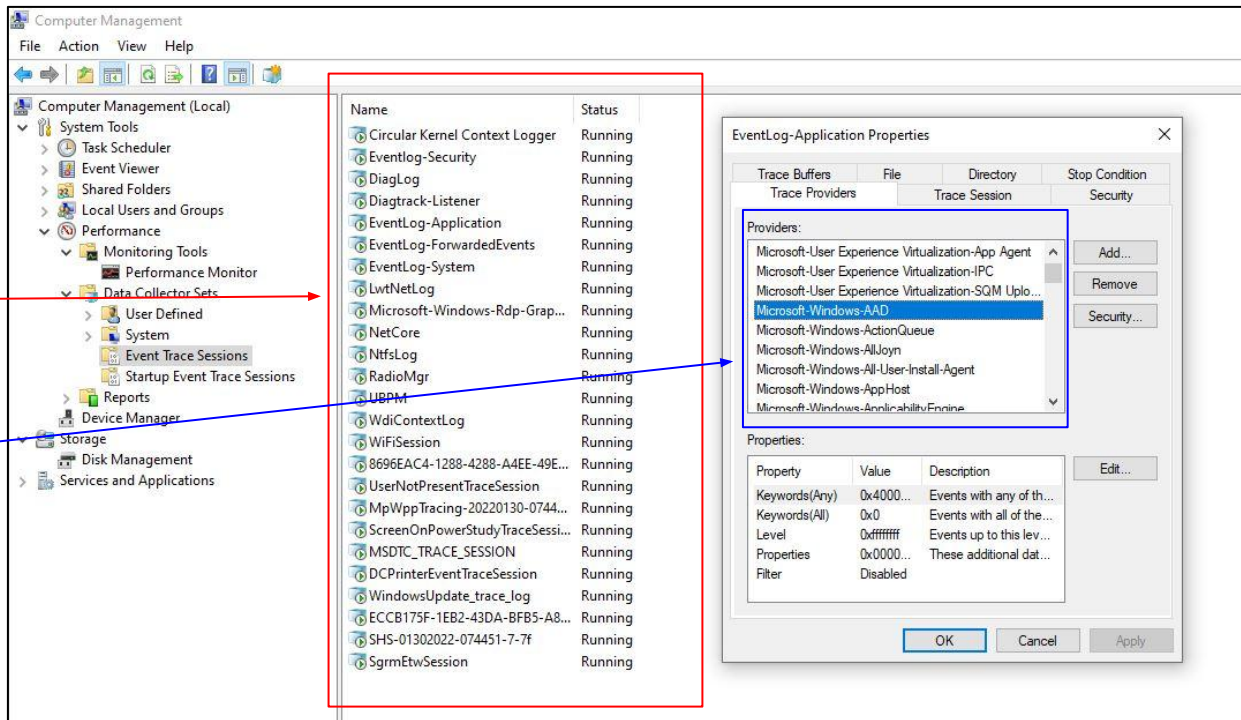 Computer Management
File Action View Help
Computer Management (Local)
System Tools
Task Scheduler
Event Viewer
Shared Folders
Local Users and Groups
Performance
Monitoring Tools
Performance Monitor
Data Collector Sets
User Defined
System
Event Trace Sessions
Startup Event Trace Sessions
Reports
Device Manager
Storage
Disk Management
Services and Applications
Name Status
Circular Kernel Context Logger Running
Eventlog-Security Running
DiagLog Running
Diagtrack-Listener Running
EventLog-Application Running
EventLog-ForwardedEvents Running
EventLog-System Running
LwtNetLog Running
Microsoft-Windows-Rdp-Grap... Running
NetCore Running
NtfsLog Running
RadioMgr Running
UBPM Running
WdiContextLog Running
WiFiSession Running
8696EAC4-1288-4288-A4EE-49E... Running
UserNotPresentTraceSession Running
MpWppTracing-20220130-0744... Running
ScreenOnPowerStudyTraceSessi... Running
MSDTC_TRACE_SESSION Running
DCPrinterEventTraceSession Running
WindowsUpdate_trace_log Running
ECCB175F-1EB2-43DA-BFB5-A8... Running
SHS-01302022-074451-7-7f Running
SgrmEtwSession Running
EventLog-Application Properties
Trace Buffers File Directory Stop Condition
Trace Providers Trace Session Security
Providers:
Microsoft-User Experience Virtualization-App Agent
Microsoft-User Experience Virtualization-IPC
Microsoft-User Experience Virtualization-SQM Uplo...
Microsoft-Windows-AAD
Microsoft-Windows-ActionQueue
Microsoft-Windows-AllJoyn
Microsoft-Windows-All-User-Install-Agent
Microsoft-Windows-AppHost
Microsoft-Windows-ApplicabilityEngine
Add...
Remove
Security...
Properties:
Property Value Description
Keywords(Any) 0x4000... Events with any of th...
Keywords(All) 0x0 Events with all of the...
Level 0xffffffff Events up to this lev...
Properties 0x0000... These additional dat...
Filter Disabled
Edit...
OK Cancel Apply